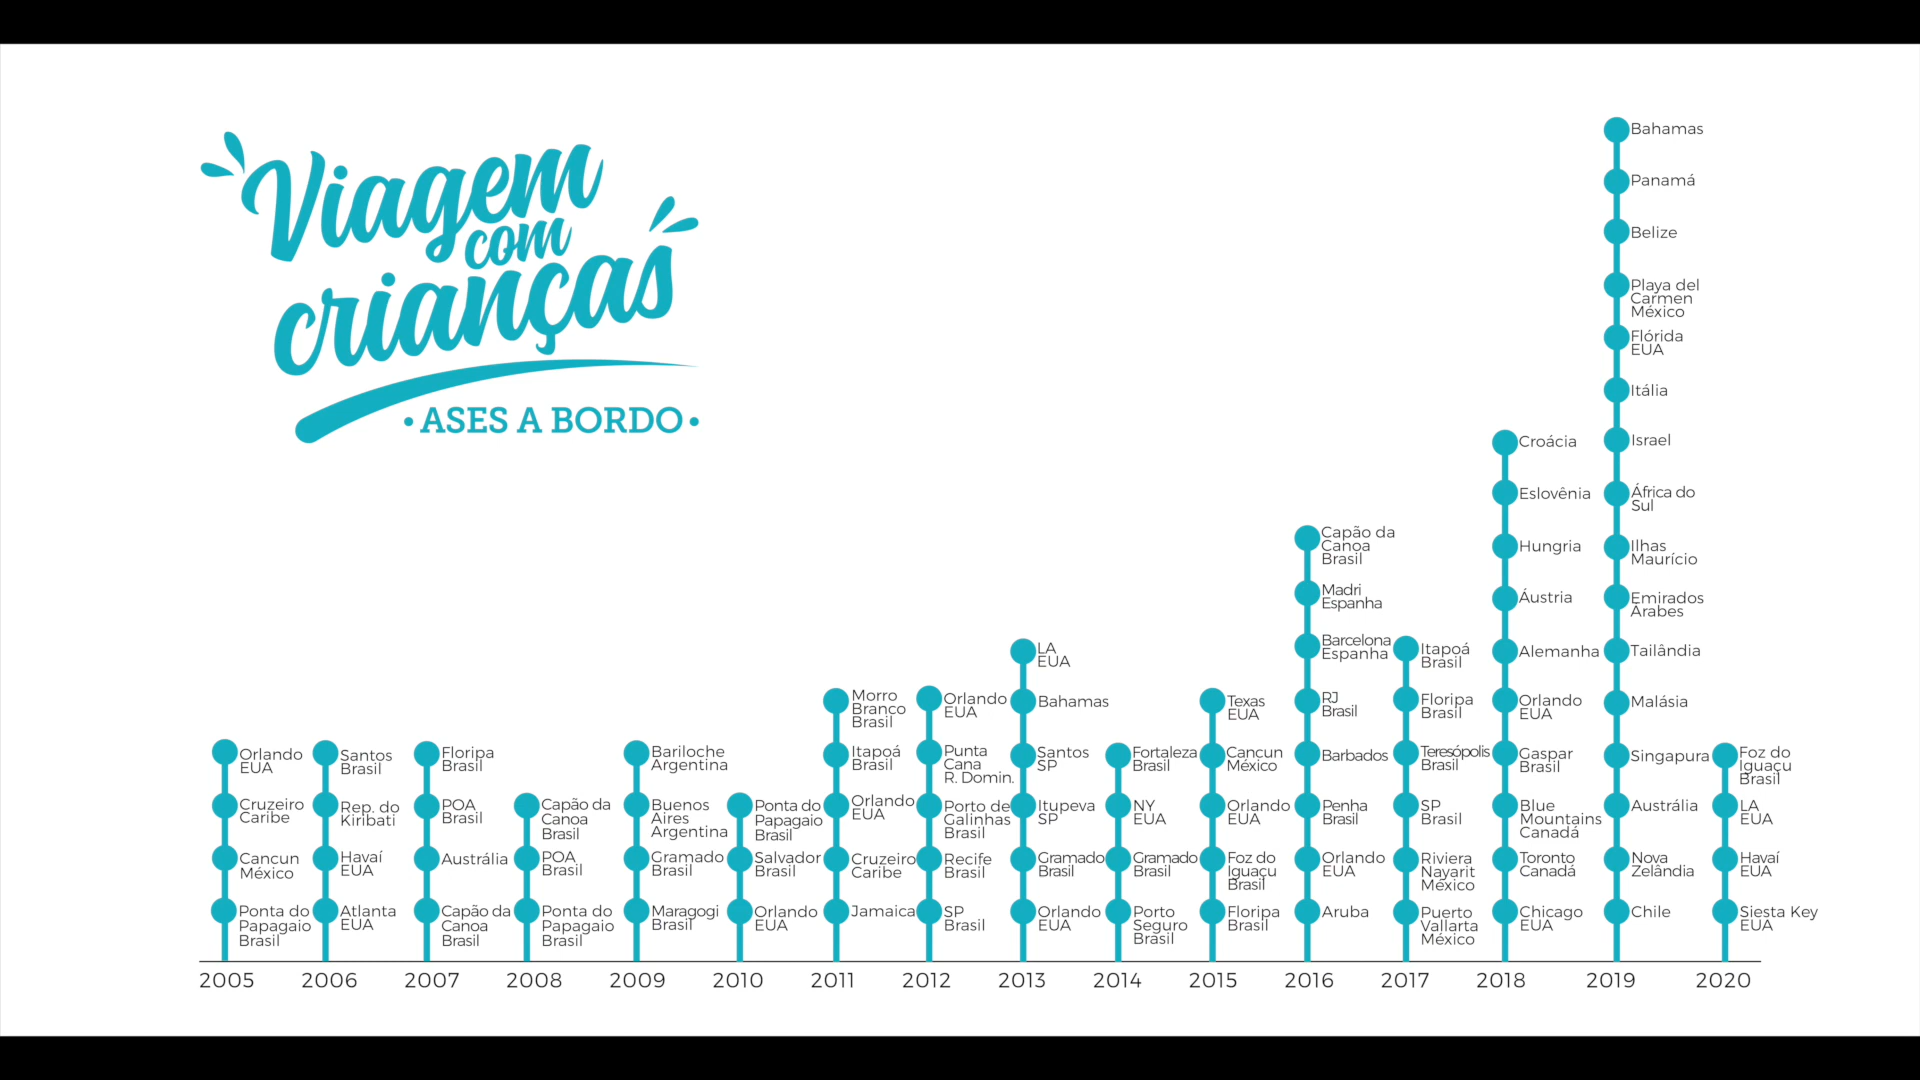 Viagem
com
crianças
• ASES A BORDO •
Orlando
EUA
Cruzeiro
Caribe
Cancun
México
Ponta do
Papagaio
Brasil
2005
Santos
Brasil
Rep. do
Kiribati
Havaí
EUA
Atlanta
EUA
2006
Floripa
Brasil
POA
Brasil
Austrália
Capão da
Canoa
Brasil
2007
Capão da
Canoa
Brasil
POA
Brasil
Ponta do
Papagaio
Brasil
2008
Bariloche
Argentina
Buenos
Aires
Argentina
Gramado
Brasil
Maragogi
Brasil
2009
Ponta do
Papagaio
Brasil
Salvador
Brasil
Orlando
EUA
2010
Morro
Branco
Brasil
Itapoá
Brasil
Orlando
EUA
Cruzeiro
Caribe
Jamaica
2011
Orlando
EUA
Punta
Cana
R. Domin.
Porto de
Galinhas
Brasil
Recife
Brasil
SP
Brasil
2012
LA
EUA
Bahamas
Santos
SP
Itupeva
SP
Gramado
Brasil
Orlando
EUA
2013
Fortaleza
Brasil
NY
EUA
Gramado
Brasil
Porto
Seguro
Brasil
2014
Texas
EUA
Cancun
México
Orlando
EUA
Foz do
Iguaçu
Brasil
Floripa
Brasil
2015
Capão da
Canoa
Brasil
Madri
Espanha
Barcelona
Espanha
RJ
Brasil
Barbados
Penha
Brasil
Orlando
EUA
Aruba
2016
Itapoá
Brasil
Floripa
Brasil
Teresópolis
Brasil
SP
Brasil
Riviera
Nayarit
México
Puerto
Vallarta
México
2017
Croácia
Eslovênia
Hungria
Áustria
Alemanha
Orlando
EUA
Gaspar
Brasil
Blue
Mountains
Canadá
Toronto
Canadá
Chicago
EUA
2018
Bahamas
Panamá
Belize
Playa del
Carmen
México
Flórida
EUA
Itália
Israel
África do
Sul
Ilhas
Maurício
Emirados
Árabes
Tailândia
Malásia
Singapura
Austrália
Nova
Zelândia
Chile
2019
Foz do
Iguaçu
Brasil
LA
EUA
Havaí
EUA
Siesta Key
EUA
2020